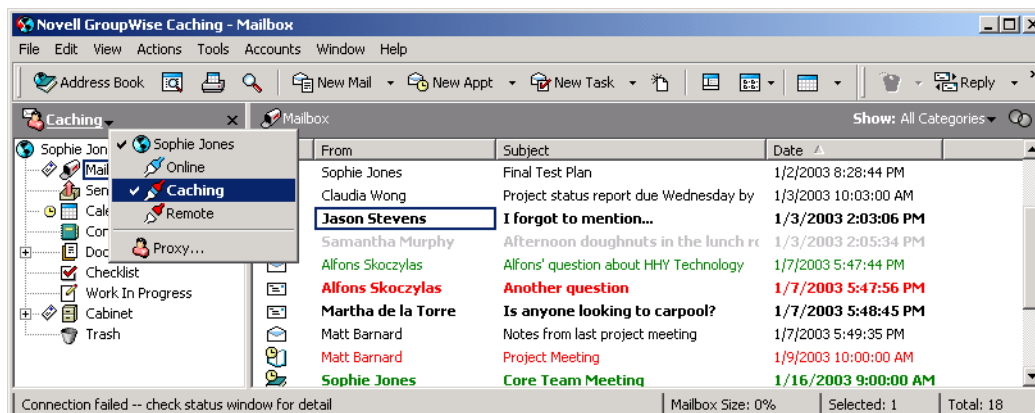 Novell GroupWise Caching - Mailbox
File Edit View Actions Tools Accounts Window Help
Address Book New Mail New Appt New Task Reply
Caching Mailbox Show: All Categories
Sophie Jon
Sophie Jones
Online
Caching
Remote
Proxy...
Mail
Sen
Cale
Con
Doc
Checklist
Work In Progress
Cabinet
Trash
From Subject Date
Sophie Jones Final Test Plan 1/2/2003 8:28:44 PM
Claudia Wong Project status report due Wednesday by 1/3/2003 10:03:00 AM
Jason Stevens I forgot to mention... 1/3/2003 2:03:06 PM
Samantha Murphy Afternoon doughnuts in the lunch ro 1/3/2003 2:05:34 PM
Alfons Skoczylas Alfons' question about HHY Technology 1/7/2003 5:47:44 PM
Alfons Skoczylas Another question 1/7/2003 5:47:56 PM
Martha de la Torre Is anyone looking to carpool? 1/7/2003 5:48:45 PM
Matt Barnard Notes from last project meeting 1/7/2003 5:49:35 PM
Matt Barnard Project Meeting 1/9/2003 10:00:00 AM
Sophie Jones Core Team Meeting 1/16/2003 9:00:00 AM
Connection failed -- check status window for detail Mailbox Size: 0% Selected: 1 Total: 18